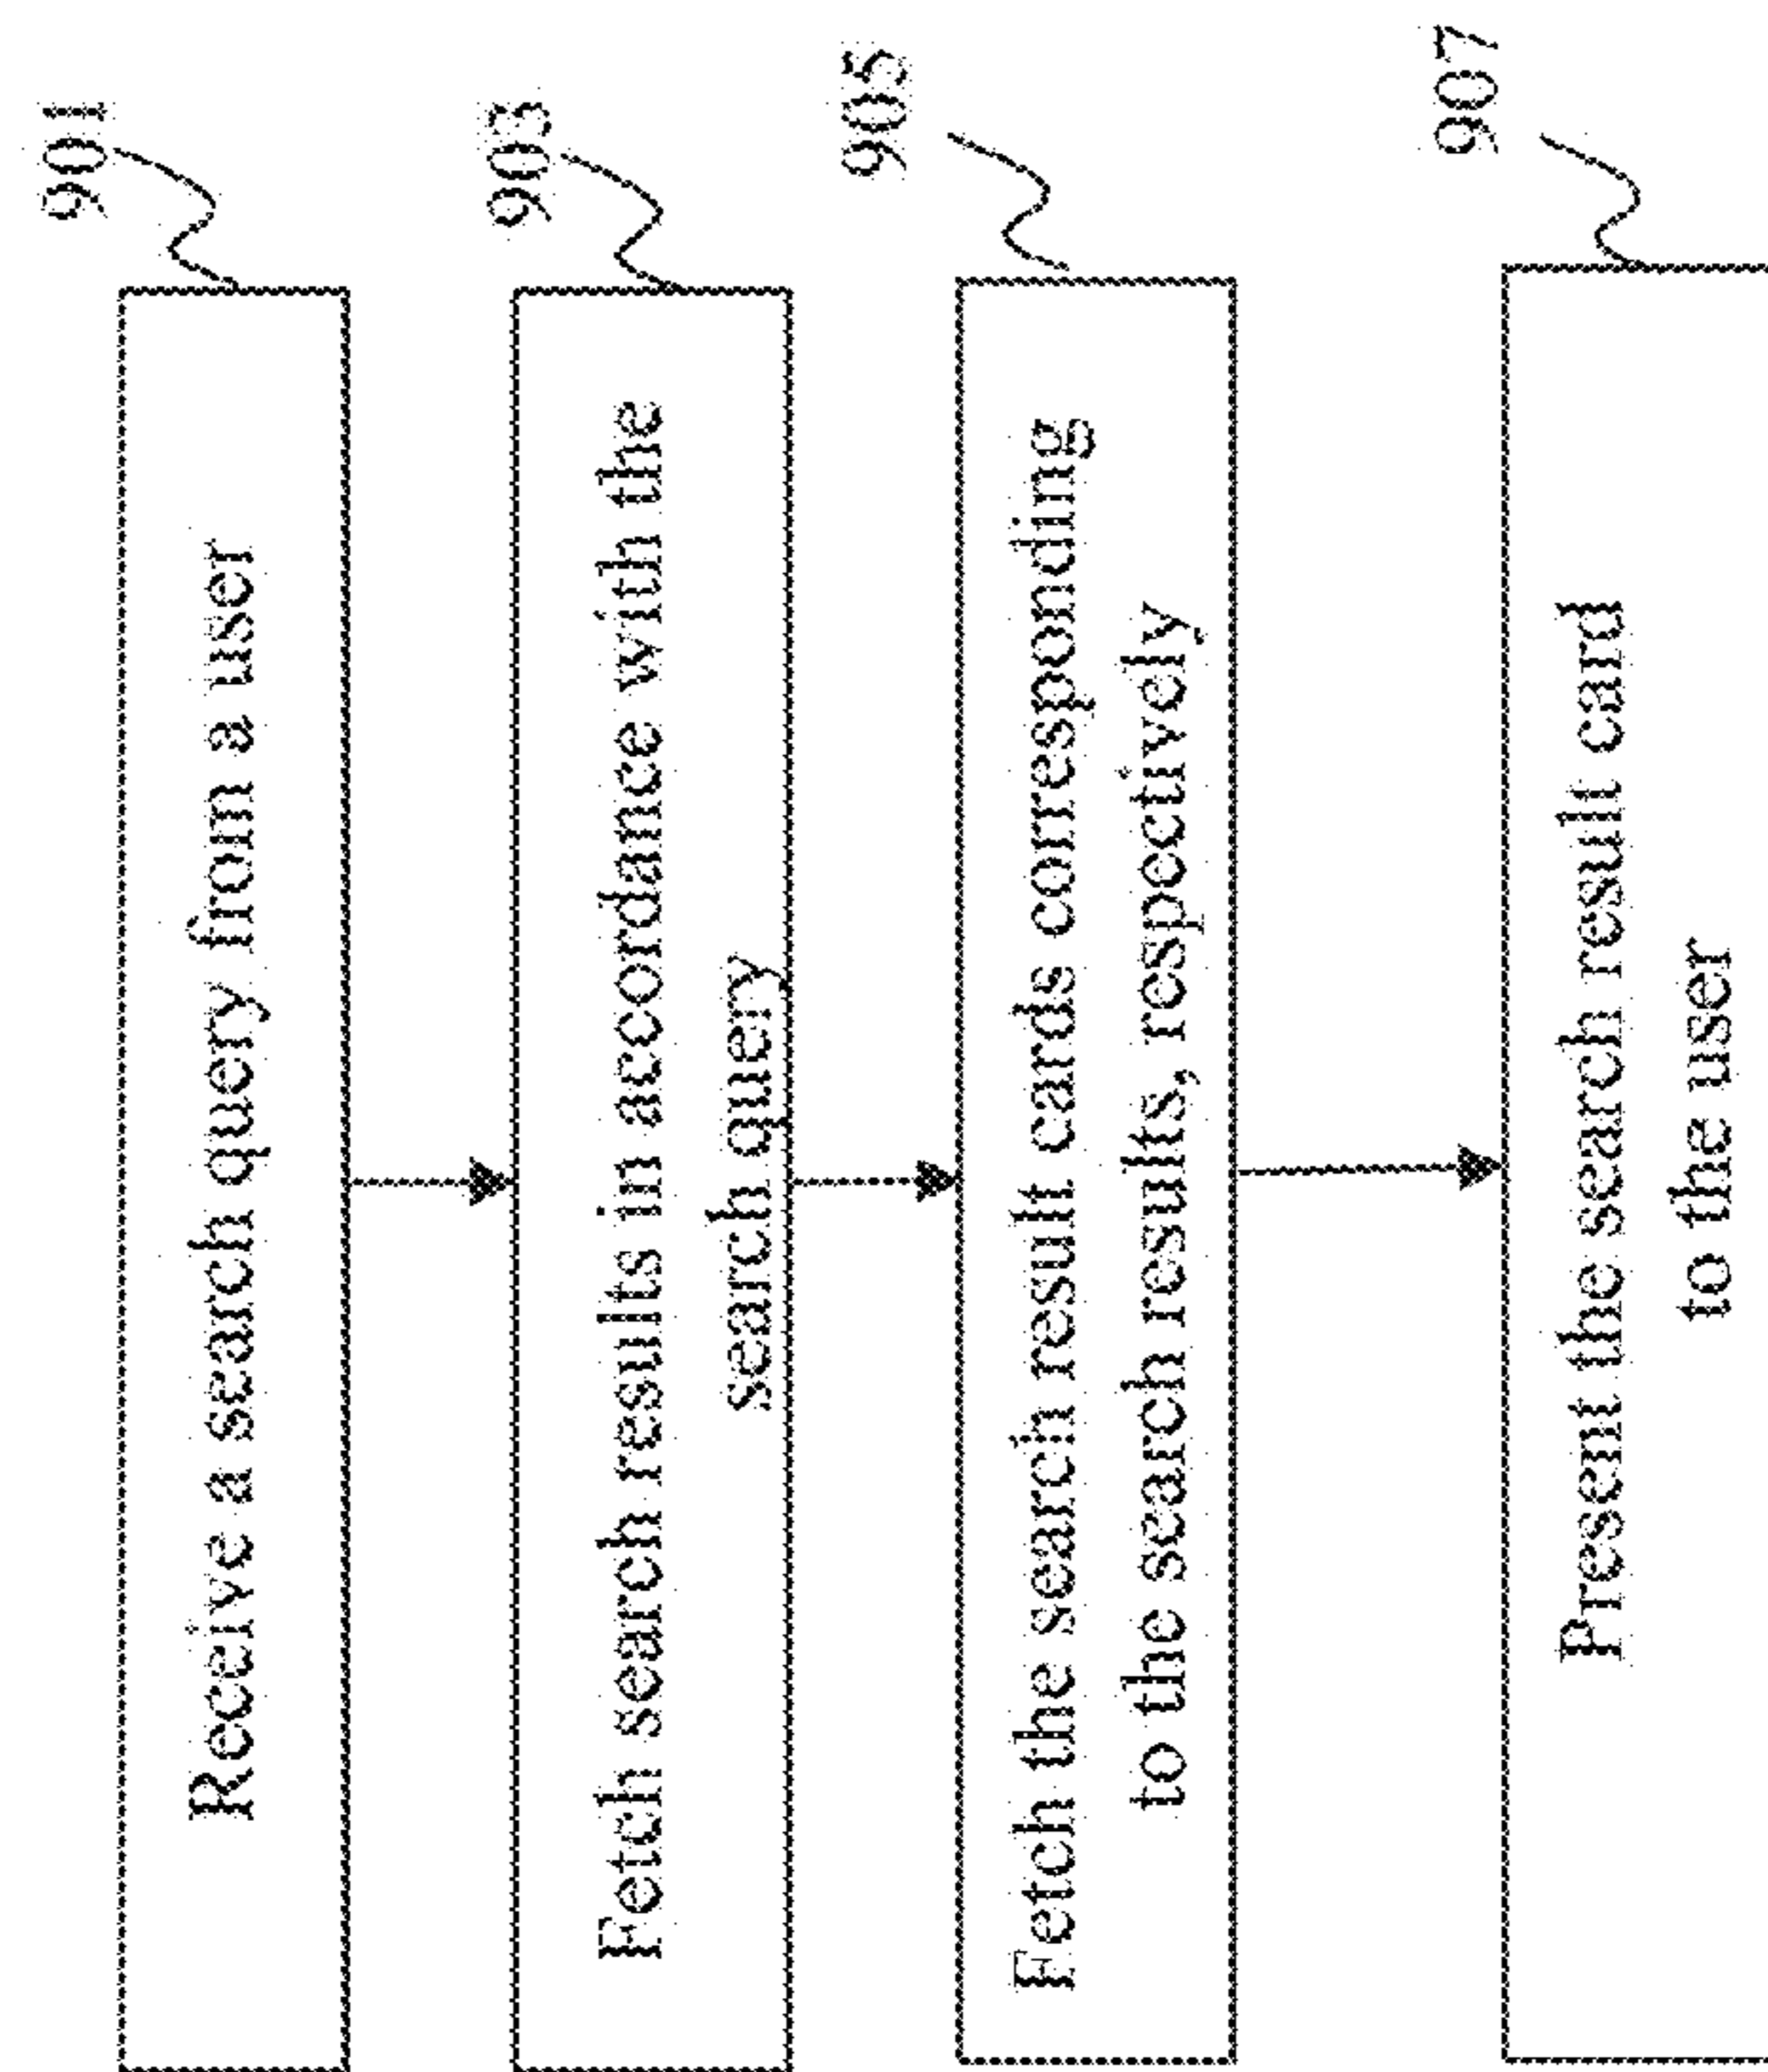 901
Receive a search query from a user
903
Fetch search results in accordance with the
search query
905
Fetch the search result cards corresponding
to the search results, respectively
907
Present the search result card
to the user